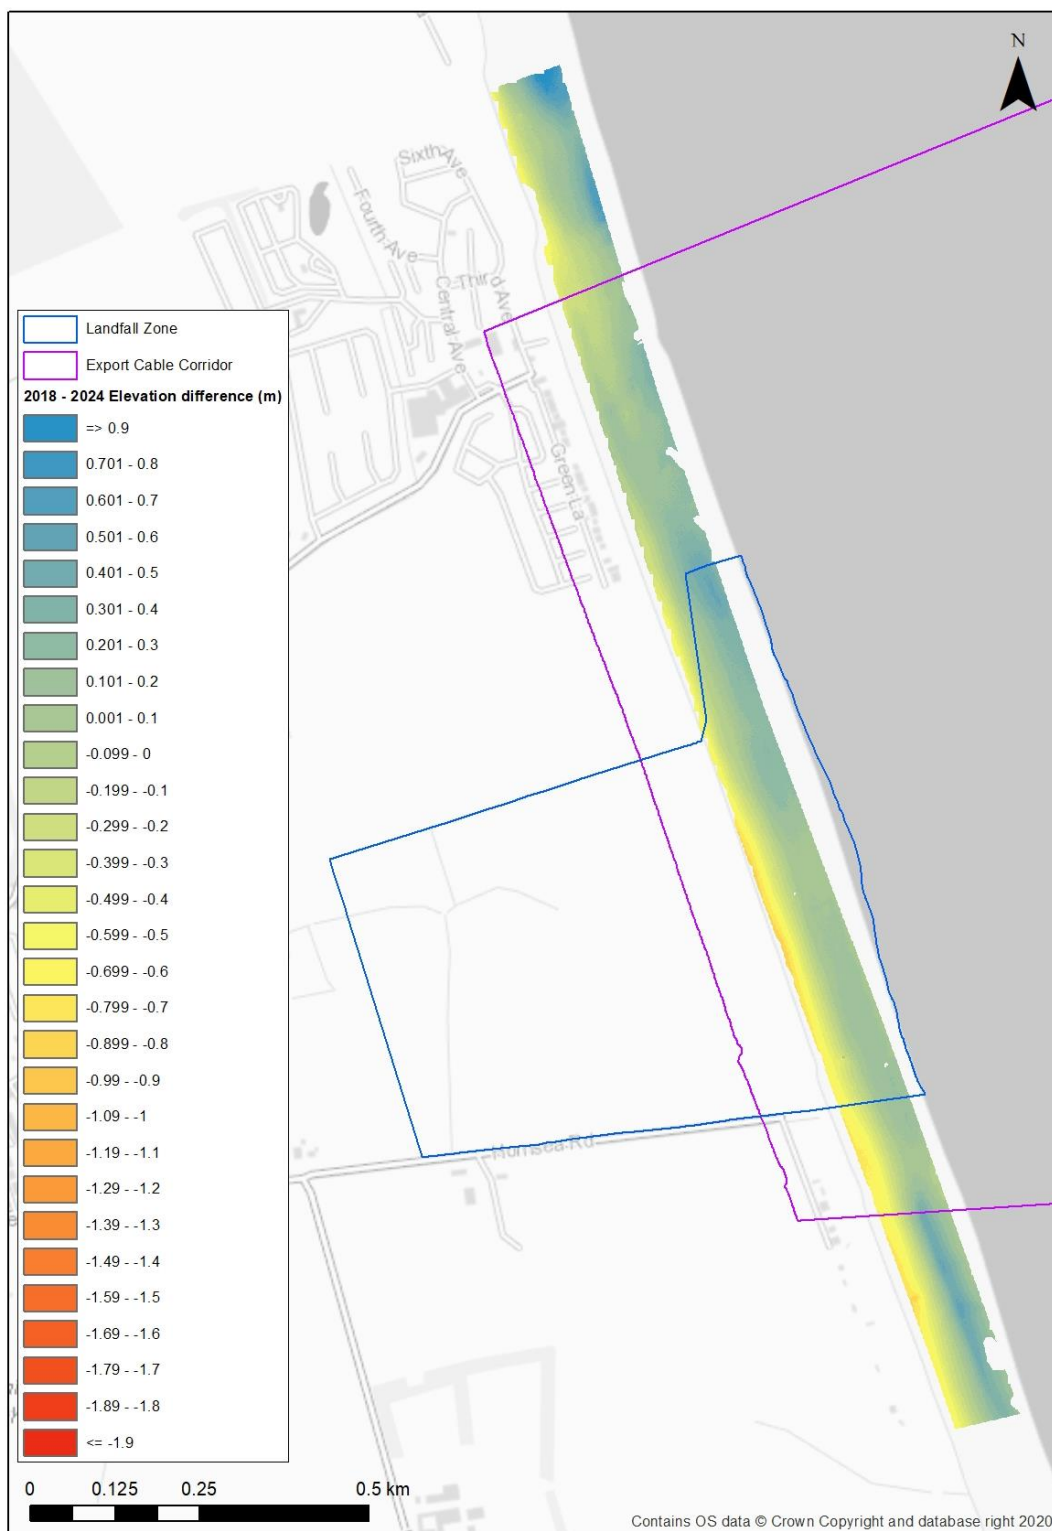 N
Sixth Ave
Fourth Ave
Third Ave
Central Ave
Green La
Landfall Zone
Export Cable Corridor
2018 - 2024 Elevation difference (m)
=> 0.9
0.701 - 0.8
0.601 - 0.7
0.501 - 0.6
0.401 - 0.5
0.301 - 0.4
0.201 - 0.3
0.101 - 0.2
0.001 - 0.1
-0.099 - 0
-0.199 - -0.1
-0.299 - -0.2
-0.399 - -0.3
-0.499 - -0.4
-0.599 - -0.5
-0.699 - -0.6
-0.799 - -0.7
-0.899 - -0.8
-0.99 - -0.9
-1.09 - -1
-1.19 - -1.1
-1.29 - -1.2
-1.39 - -1.3
-1.49 - -1.4
-1.59 - -1.5
-1.69 - -1.6
-1.79 - -1.7
-1.89 - -1.8
<= -1.9
Hornsea Rd
0 0.125 0.25 0.5 km
Contains OS data © Crown Copyright and database right 2020